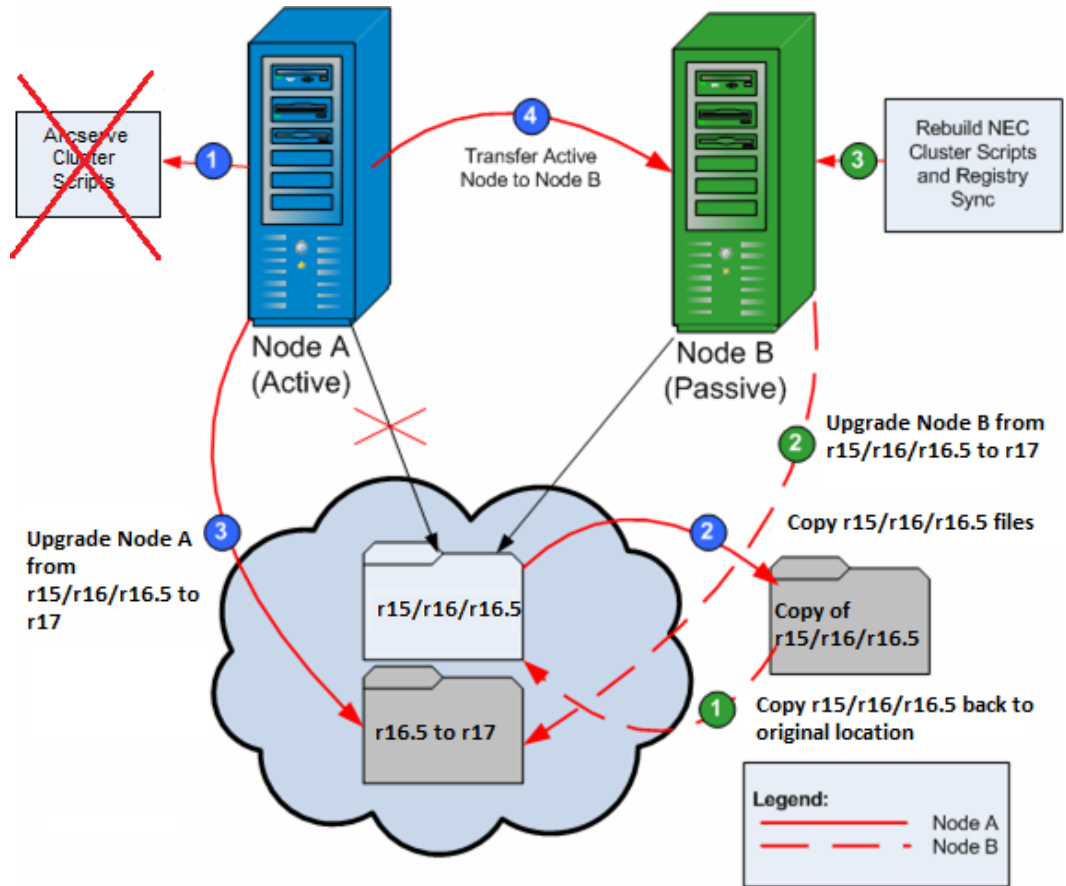 Arcserve
Cluster
Scripts
1
4
Transfer Active
Node to Node B
3
Rebuild NEC
Cluster Scripts
and Registry
Sync
Node A
(Active)
Node B
(Passive)
2
Upgrade Node B from
r15/r16/r16.5 to r17
3
Upgrade Node A
from
r15/r16/r16.5 to
r17
2
Copy r15/r16/r16.5 files
r15/r16/r16.5
Copy of
r15/r16/r16.5
r16.5 to r17
1
Copy r15/r16/r16.5 back to
original location
Legend:
Node A
Node B